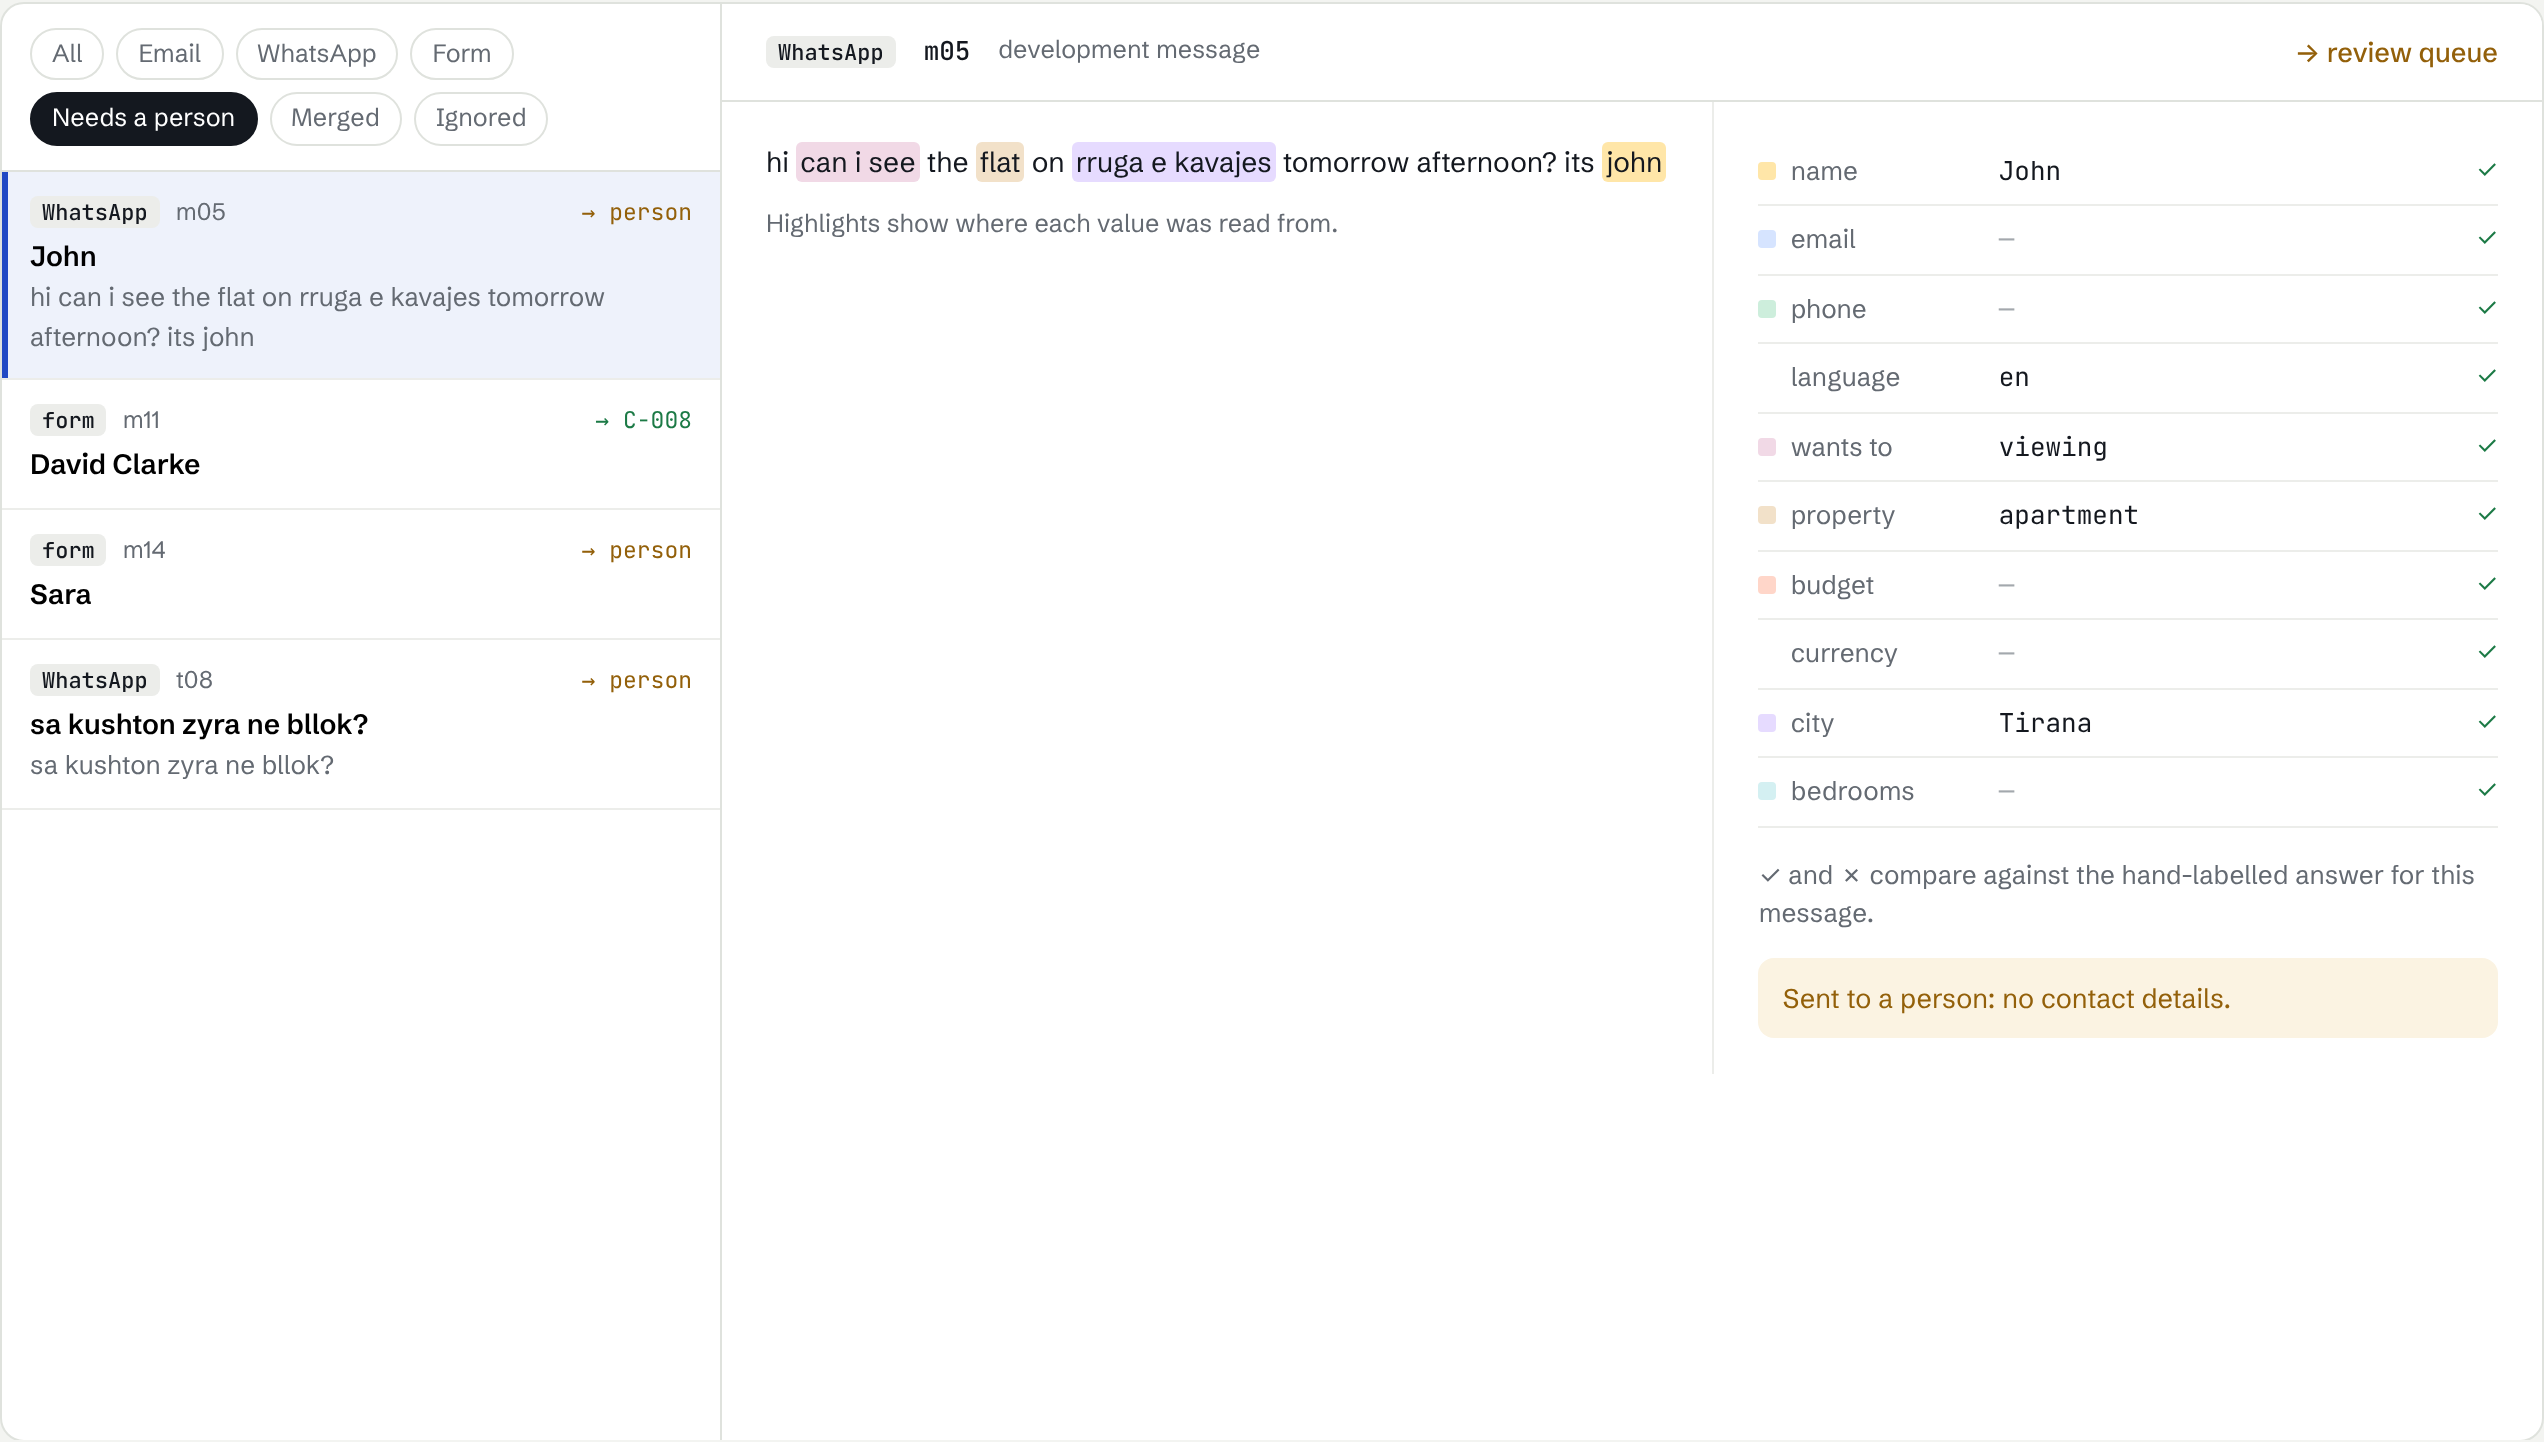 All Email WhatsApp Form
Needs a person Merged Ignored
WhatsApp m05 → person
John
hi can i see the flat on rruga e kavajes tomorrow
afternoon? its john
form m11 → C-008
David Clarke
form m14 → person
Sara
WhatsApp t08 → person
sa kushton zyra ne bllok?
sa kushton zyra ne bllok?
WhatsApp m05 development message → review queue
hi can i see the flat on rruga e kavajes tomorrow afternoon? its john
Highlights show where each value was read from.
name John ✓
email — ✓
phone — ✓
language en ✓
wants to viewing ✓
property apartment ✓
budget — ✓
currency — ✓
city Tirana ✓
bedrooms — ✓
✓ and × compare against the hand-labelled answer for this
message.
Sent to a person: no contact details.